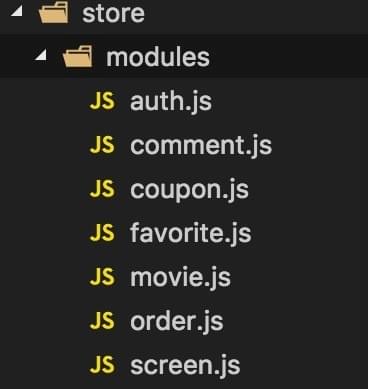 store
modules
JS auth.js
JS comment.js
JS coupon.js
JS favorite.js
JS movie.js
JS order.js
JS screen.js